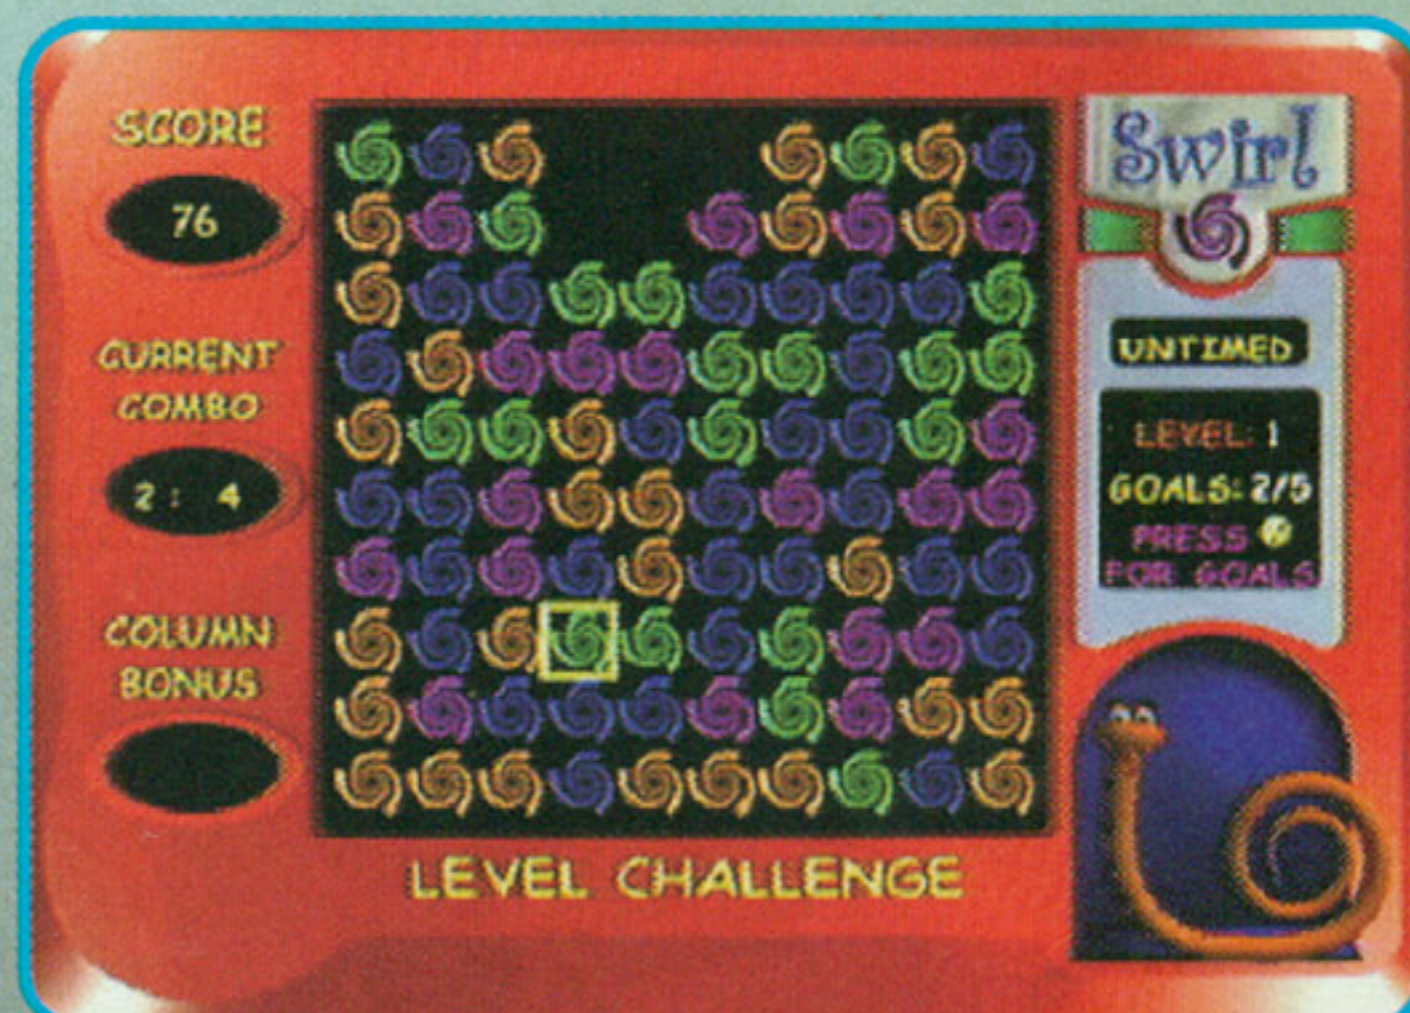 SCORE
76
CURRENT
COMBO
2: 4
COLUMN
BONUS
LEVEL CHALLENGE
Swirl
UNTIMED
LEVEL: 1
GOALS: 2/5
PRESS
FOR GOALS